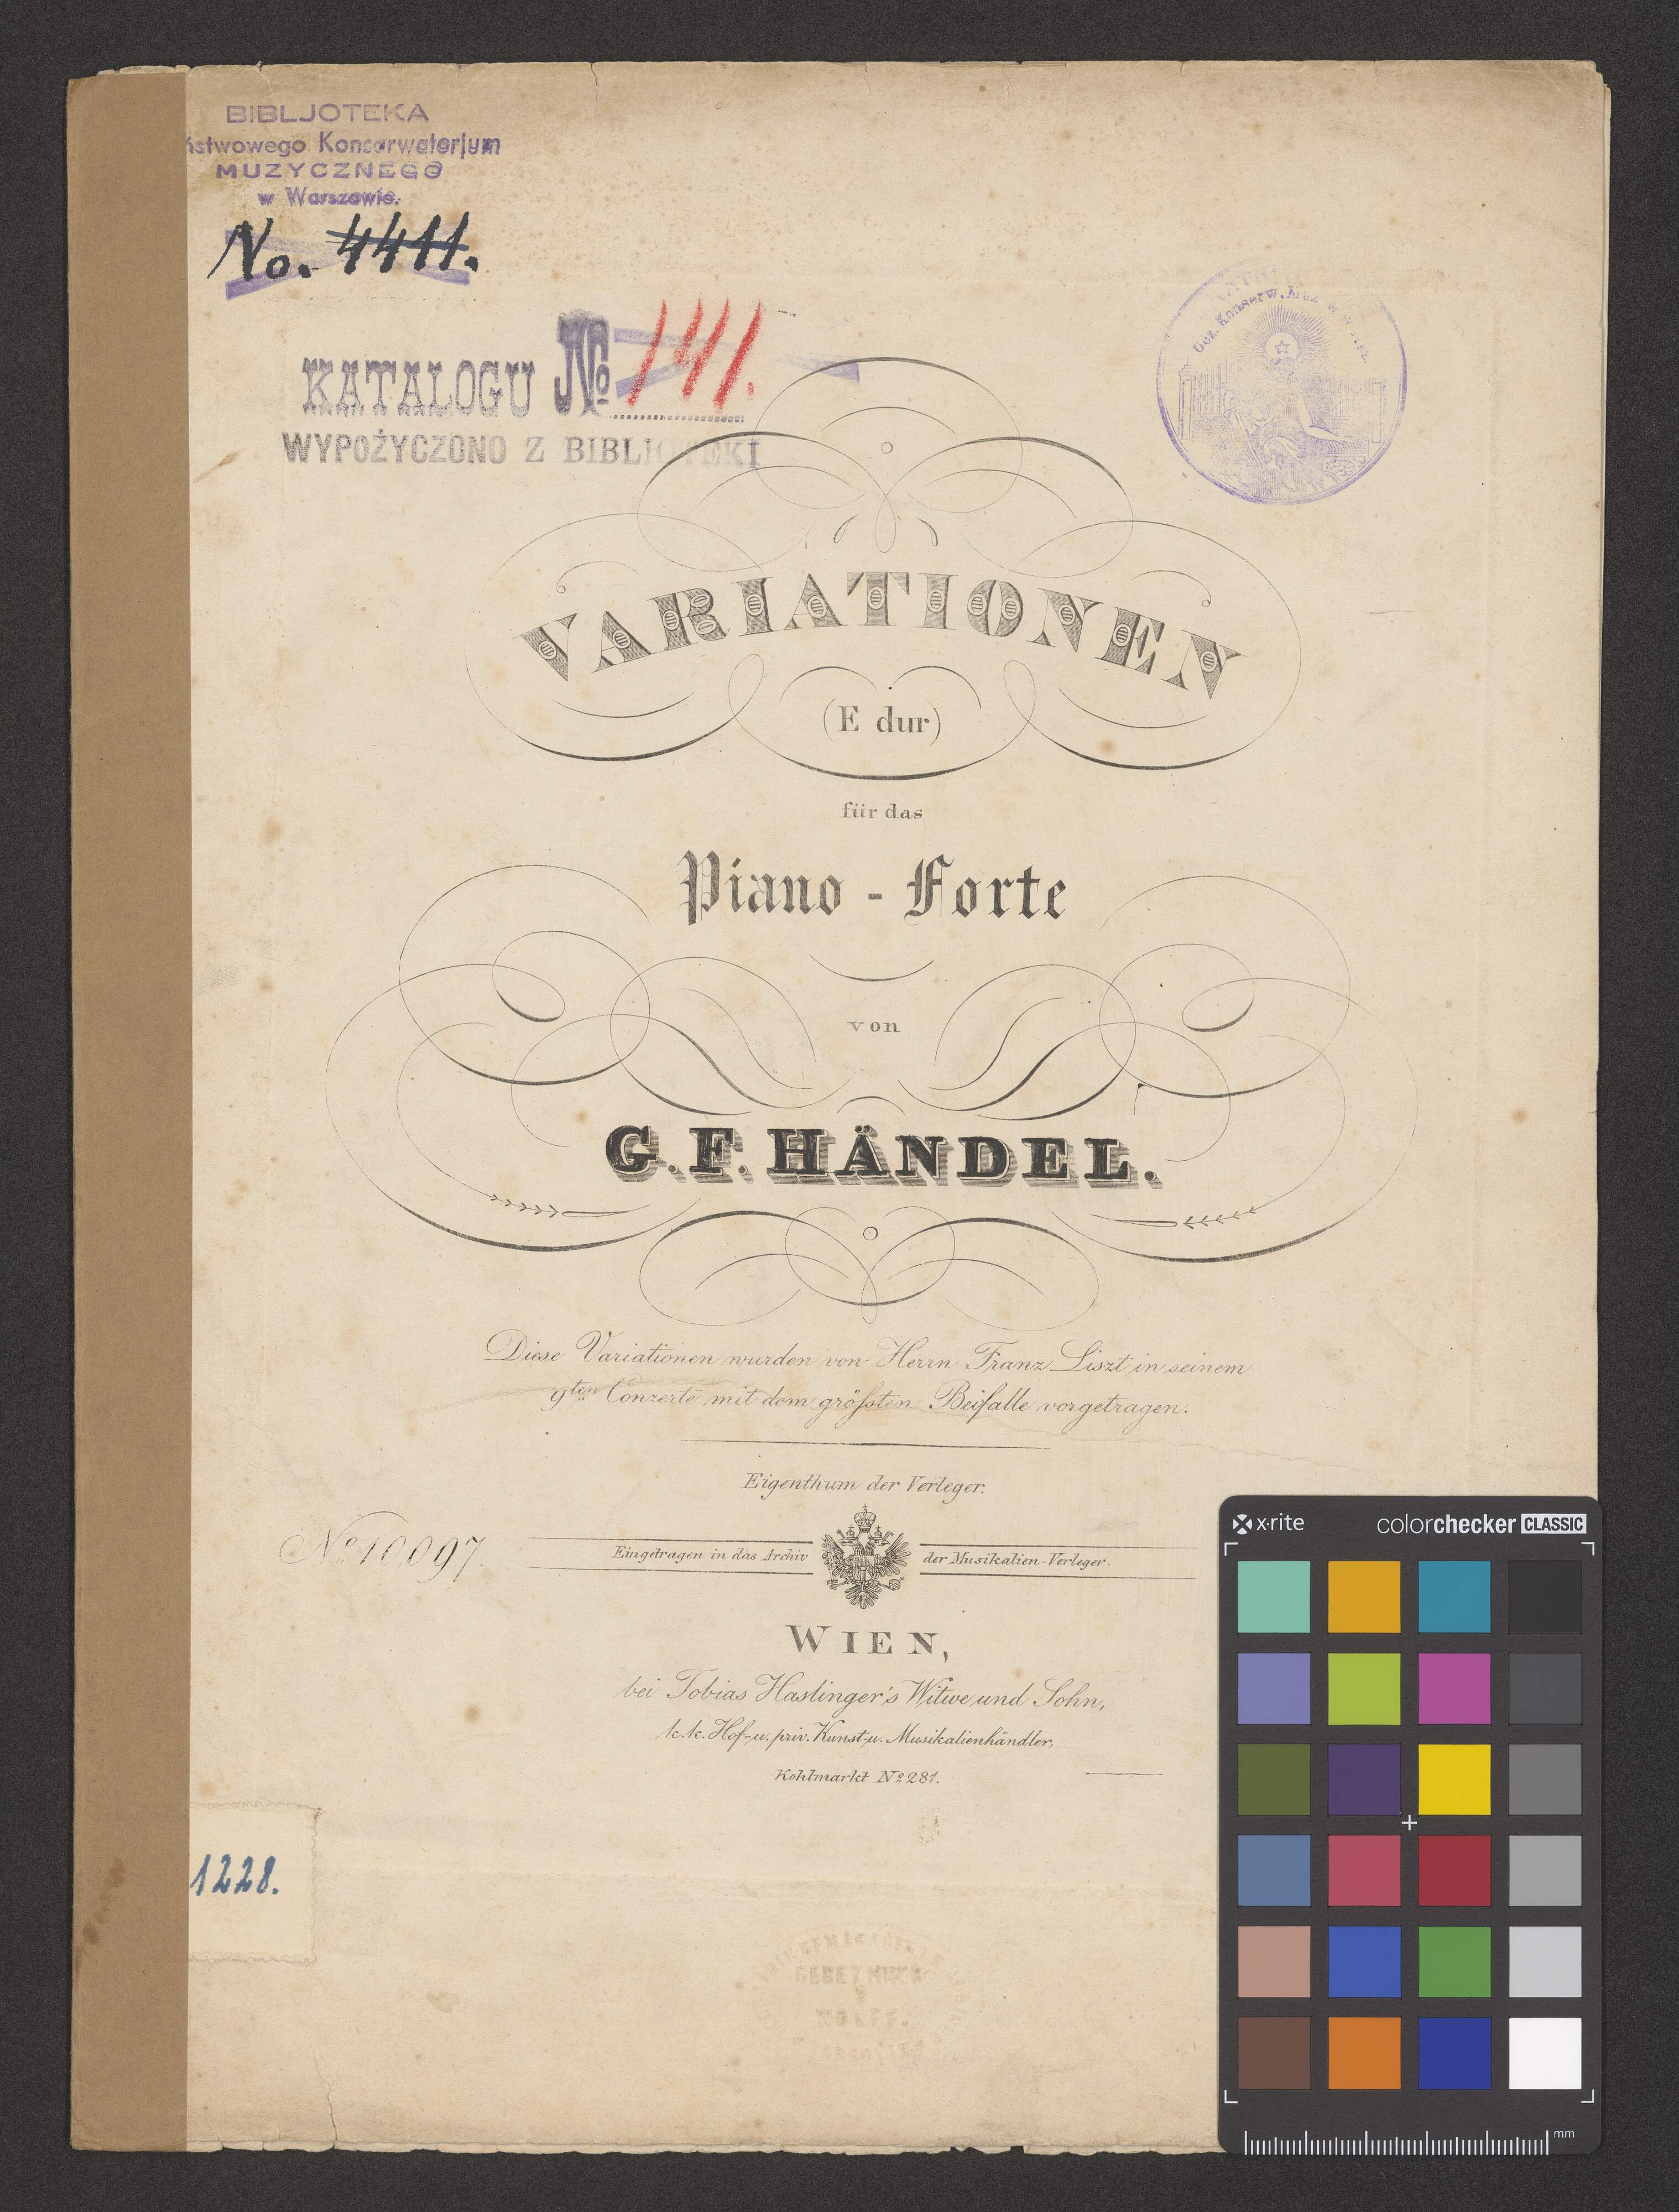 BIBLJOTEKA
Konserwatorjum
MUZYCZNEGO
w Warszawie.
No. 4411.
KATALOGU No 141.
WYPOŻYCZONO Z BIBLIOTEKI
VARIATIONEN
(E dur)
für das
Piano - Forte
von
G. F. HÄNDEL.
Diese Variationen wurden von Herrn Franz Liszt in seinem
9ten Conzerte mit dem größten Beifalle vorgetragen.
Eigenthum der Verleger.
No 10,097.
Eingetragen in das Archiv der Musikalien-Verleger.
WIEN,
bei Tobias Haslinger's Witwe und Sohn,
k.k. Hof-u. priv. Kunst-u. Musikalienhändler,
Kohlmarkt No 281.
1228.
GEBETHNERA
WOLFF.
x-rite colorchecker CLASSIC
mm